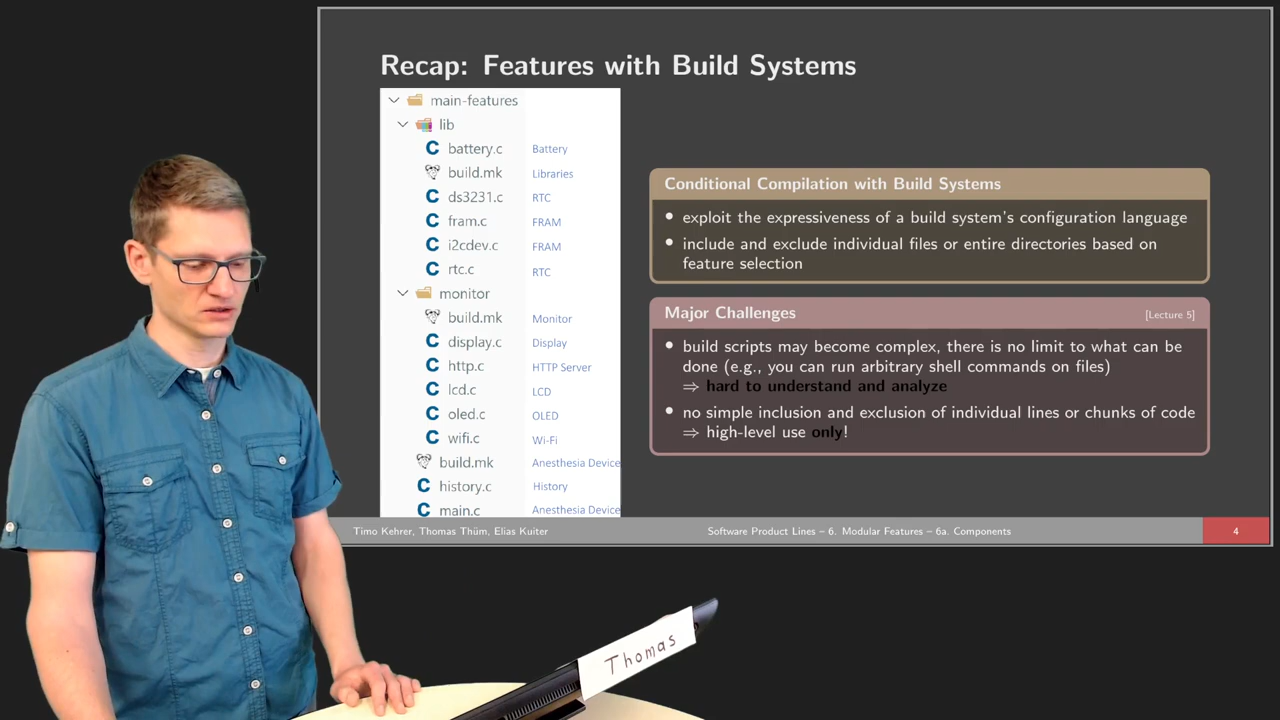 Recap: Features with Build Systems
main-features
lib
battery.c Battery
build.mk Libraries
ds3231.c RTC
fram.c FRAM
i2cdev.c FRAM
rtc.c RTC
monitor
build.mk Monitor
display.c Display
http.c HTTP Server
lcd.c LCD
oled.c OLED
wifi.c Wi-Fi
build.mk Anesthesia Device
history.c History
main.c Anesthesia Device
Conditional Compilation with Build Systems
• exploit the expressiveness of a build system's configuration language
• include and exclude individual files or entire directories based on
feature selection
Major Challenges [Lecture 5]
• build scripts may become complex, there is no limit to what can be
done (e.g., you can run arbitrary shell commands on files)
⇒ hard to understand and analyze
• no simple inclusion and exclusion of individual lines or chunks of code
⇒ high-level use only!
Timo Kehrer, Thomas Thüm, Elias Kuiter Software Product Lines – 6. Modular Features – 6a. Components 4
Thomas